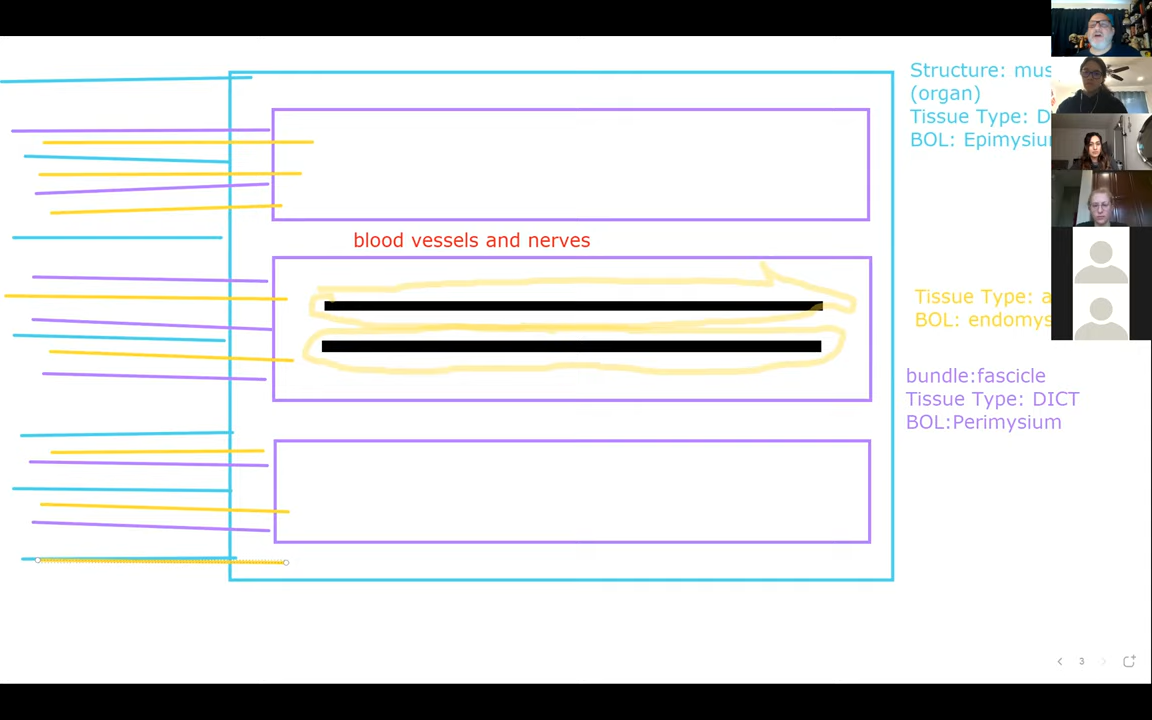 Structure: mus
(organ)
Tissue Type: D
BOL: Epimysiu
blood vessels and nerves
Tissue Type: a
BOL: endomys
bundle:fascicle
Tissue Type: DICT
BOL:Perimysium
3